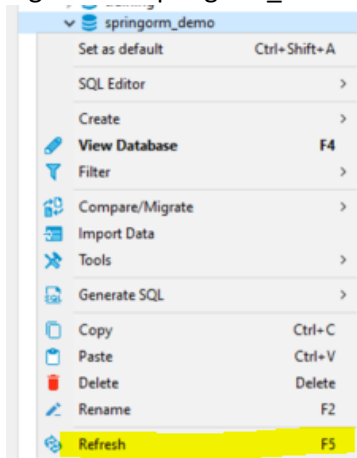 springorm_demo
Set as default Ctrl+Shift+A
SQL Editor >
Create >
View Database F4
Filter >
Compare/Migrate >
Import Data
Tools >
Generate SQL >
Copy Ctrl+C
Paste Ctrl+V
Delete Delete
Rename F2
Refresh F5